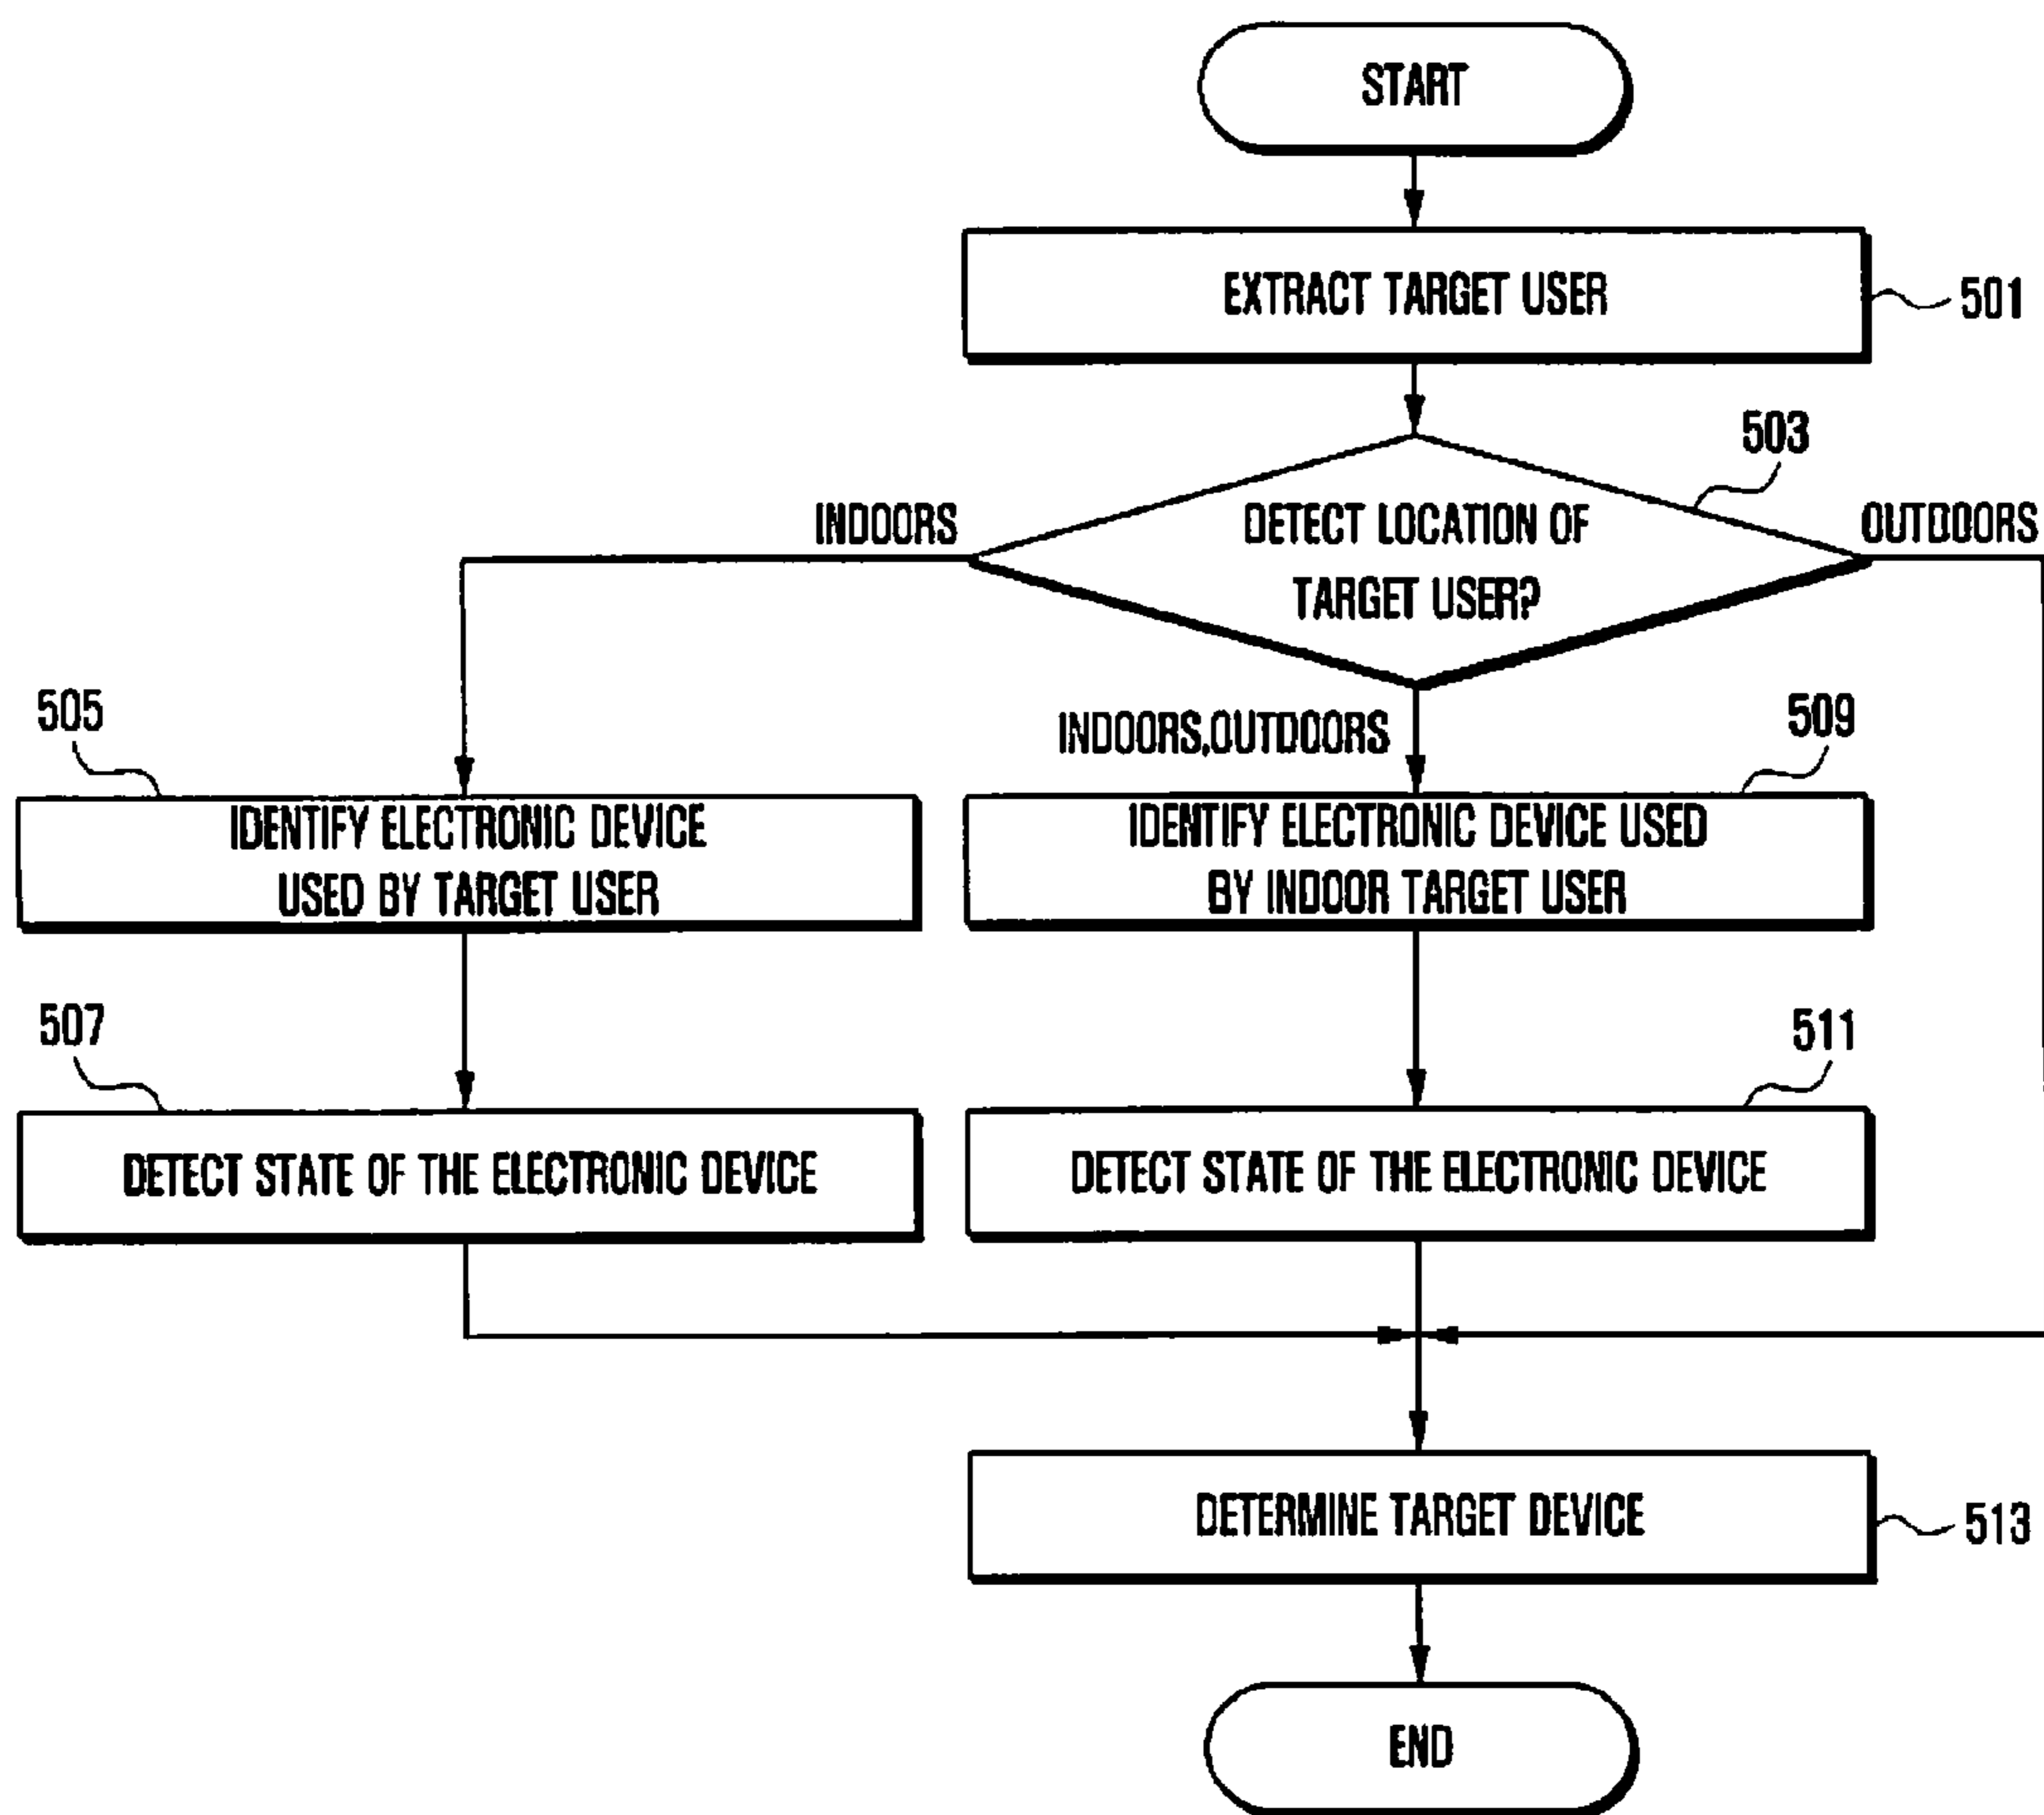 START
EXTRACT TARGET USER
501
503
INDOORS
DETECT LOCATION OF
TARGET USER?
OUTDOORS
505
INDOORS,OUTDOORS
509
IDENTIFY ELECTRONIC DEVICE
USED BY TARGET USER
IDENTIFY ELECTRONIC DEVICE USED
BY INDOOR TARGET USER
507
511
DETECT STATE OF THE ELECTRONIC DEVICE
DETECT STATE OF THE ELECTRONIC DEVICE
DETERMINE TARGET DEVICE
513
END